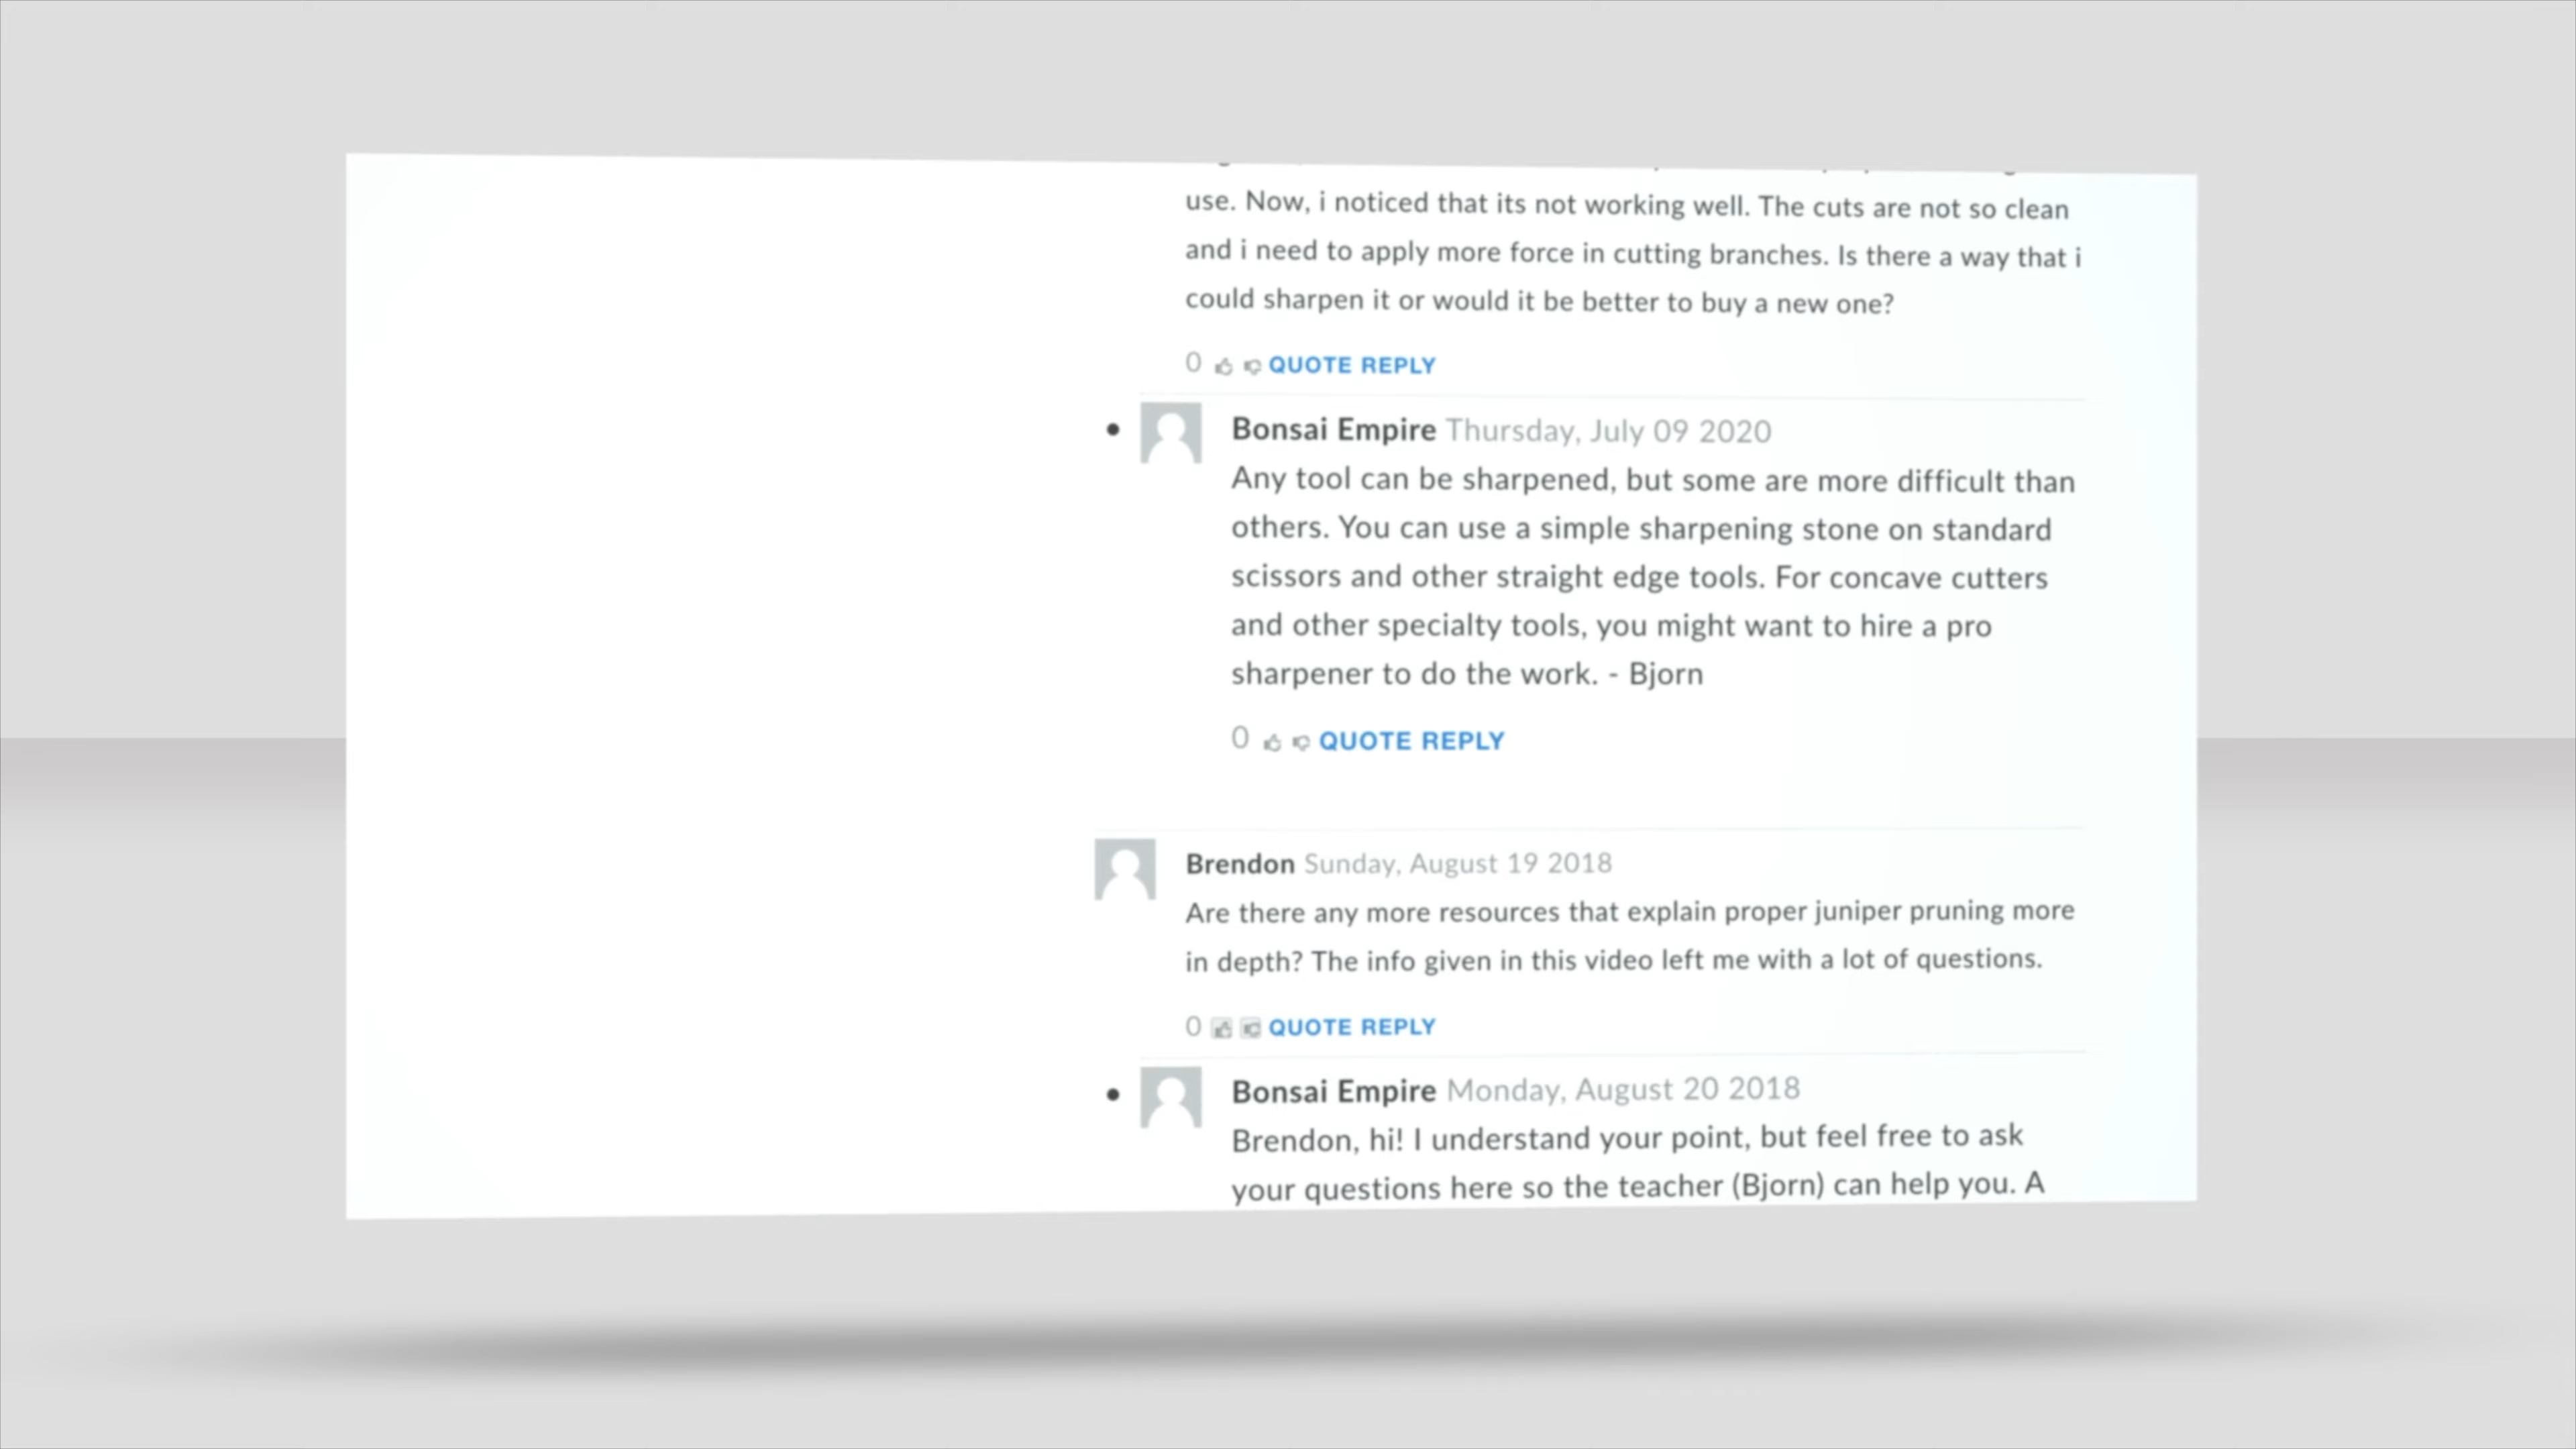 use. Now, i noticed that its not working well. The cuts are not so clean
and i need to apply more force in cutting branches. Is there a way that i
could sharpen it or would it be better to buy a new one?
0 QUOTE REPLY
Bonsai Empire Thursday, July 09 2020
Any tool can be sharpened, but some are more difficult than
others. You can use a simple sharpening stone on standard
scissors and other straight edge tools. For concave cutters
and other specialty tools, you might want to hire a pro
sharpener to do the work. - Bjorn
0 QUOTE REPLY
Brendon Sunday, August 19 2018
Are there any more resources that explain proper juniper pruning more
in depth? The info given in this video left me with a lot of questions.
0 QUOTE REPLY
Bonsai Empire Monday, August 20 2018
Brendon, hi! I understand your point, but feel free to ask
your questions here so the teacher (Bjorn) can help you. A